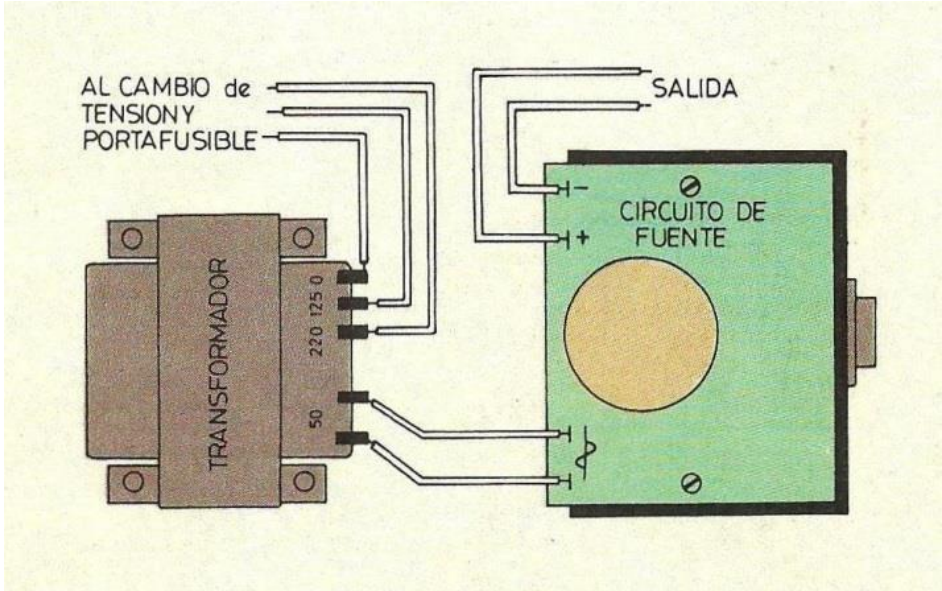 AL CAMBIO de
TENSION Y
PORTAFUSIBLE
SALIDA
-
+
CIRCUITO DE
FUENTE
TRANSFORMADOR
0
125
220
50